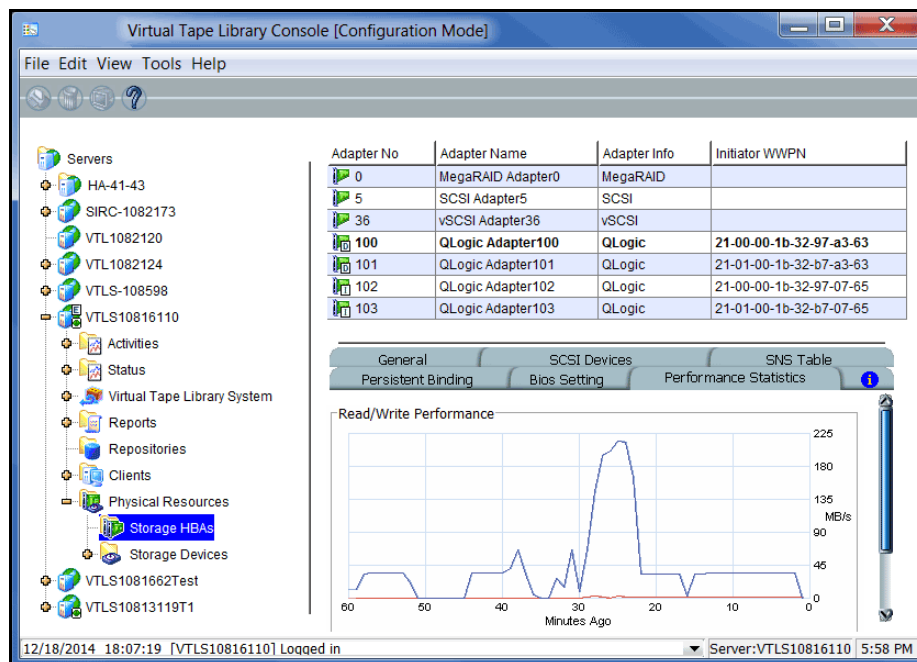 Virtual Tape Library Console [Configuration Mode]
File Edit View Tools Help
Servers
HA-41-43
SIRC-1082173
VTL1082120
VTL1082124
VTLS-108598
VTLS10816110
Activities
Status
Virtual Tape Library System
Reports
Repositories
Clients
Physical Resources
Storage HBAs
Storage Devices
VTLS1081662Test
VTLS10813119T1
Adapter No Adapter Name Adapter Info Initiator WWPN
0 MegaRAID Adapter0 MegaRAID
5 SCSI Adapter5 SCSI
36 vSCSI Adapter36 vSCSI
100 QLogic Adapter100 QLogic 21-00-00-1b-32-97-a3-63
101 QLogic Adapter101 QLogic 21-01-00-1b-32-b7-a3-63
102 QLogic Adapter102 QLogic 21-00-00-1b-32-97-07-65
103 QLogic Adapter103 QLogic 21-01-00-1b-32-b7-07-65
General SCSI Devices SNS Table
Persistent Binding Bios Setting Performance Statistics
Read/Write Performance
225
180
135
MB/s
90
45
0
60 50 40 30 20 10 0
Minutes Ago
12/18/2014 18:07:19 [VTLS10816110] Logged in Server:VTLS10816110 5:58 PM